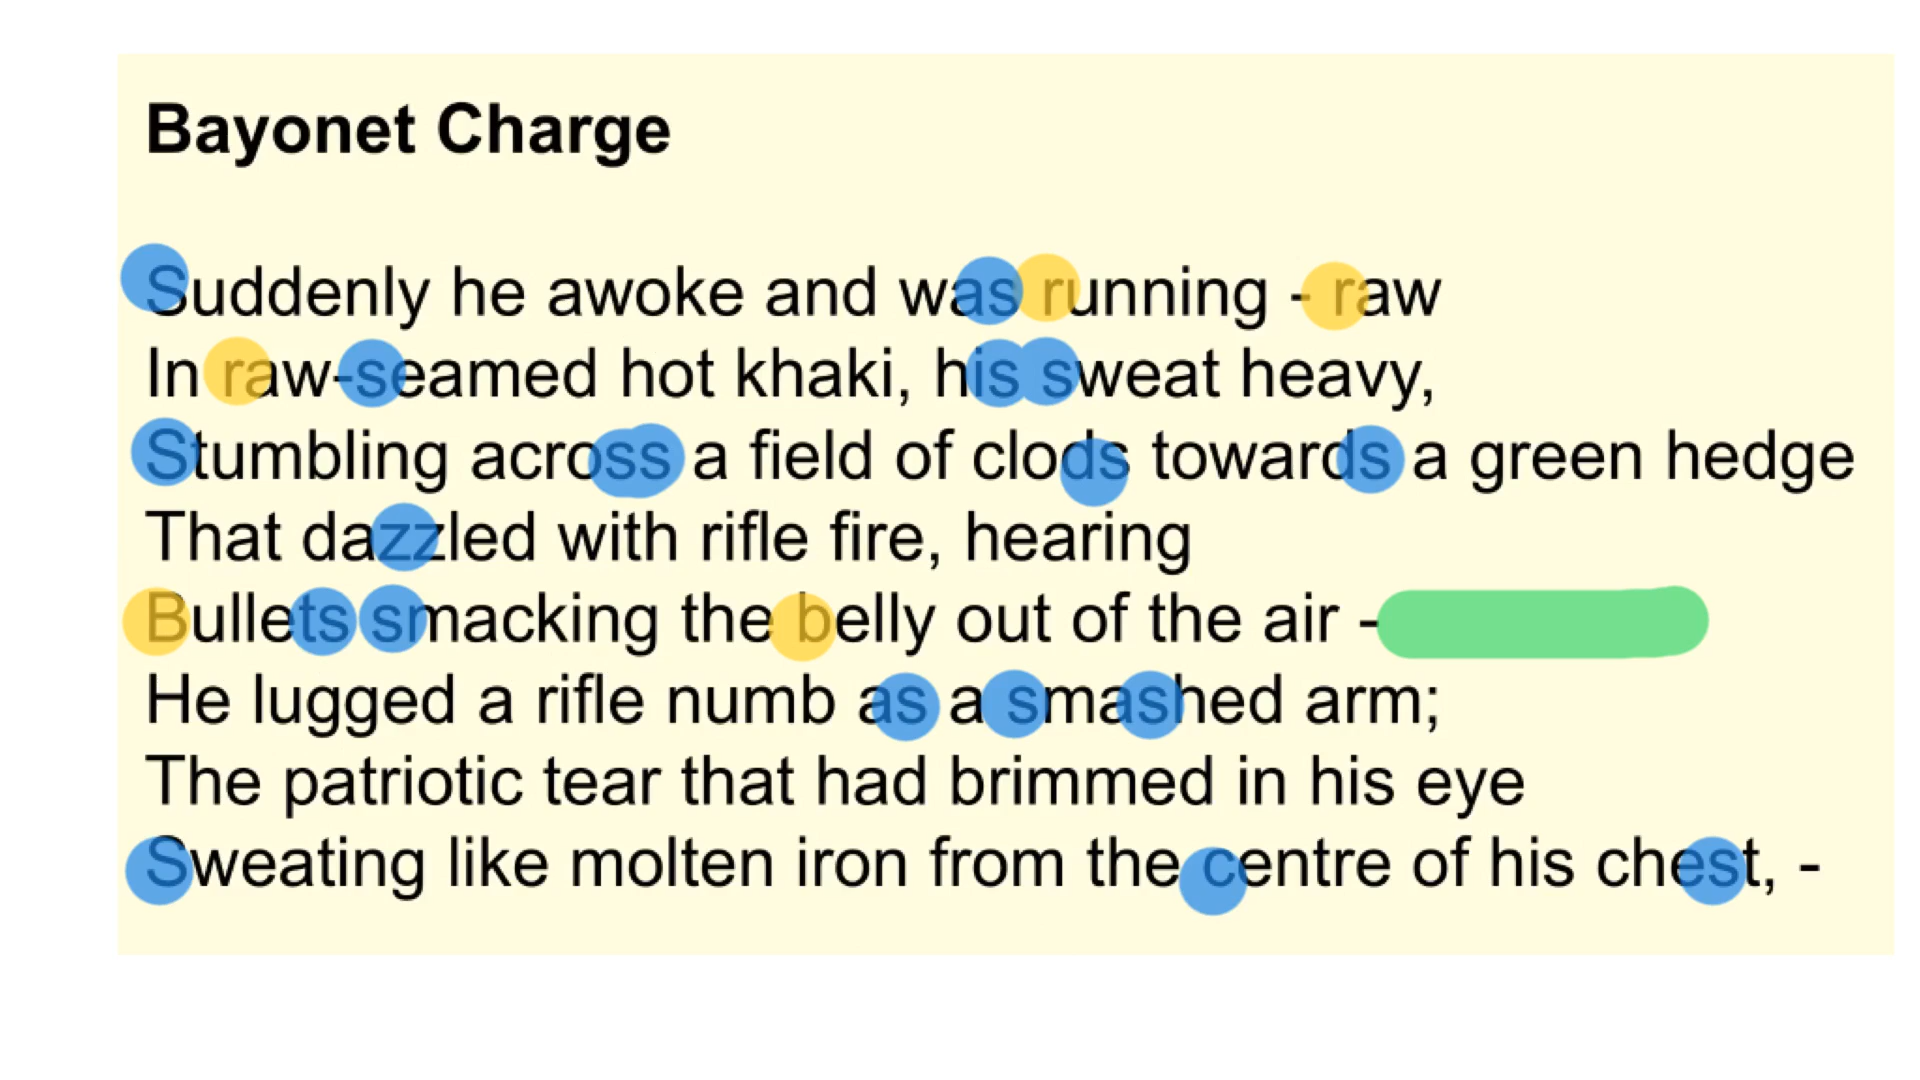 Bayonet Charge
Suddenly he awoke and was running - raw
In raw-seamed hot khaki, his sweat heavy,
Stumbling across a field of clods towards a green hedge
That dazzled with rifle fire, hearing
Bullets smacking the belly out of the air -
He lugged a rifle numb as a smashed arm;
The patriotic tear that had brimmed in his eye
Sweating like molten iron from the centre of his chest, -